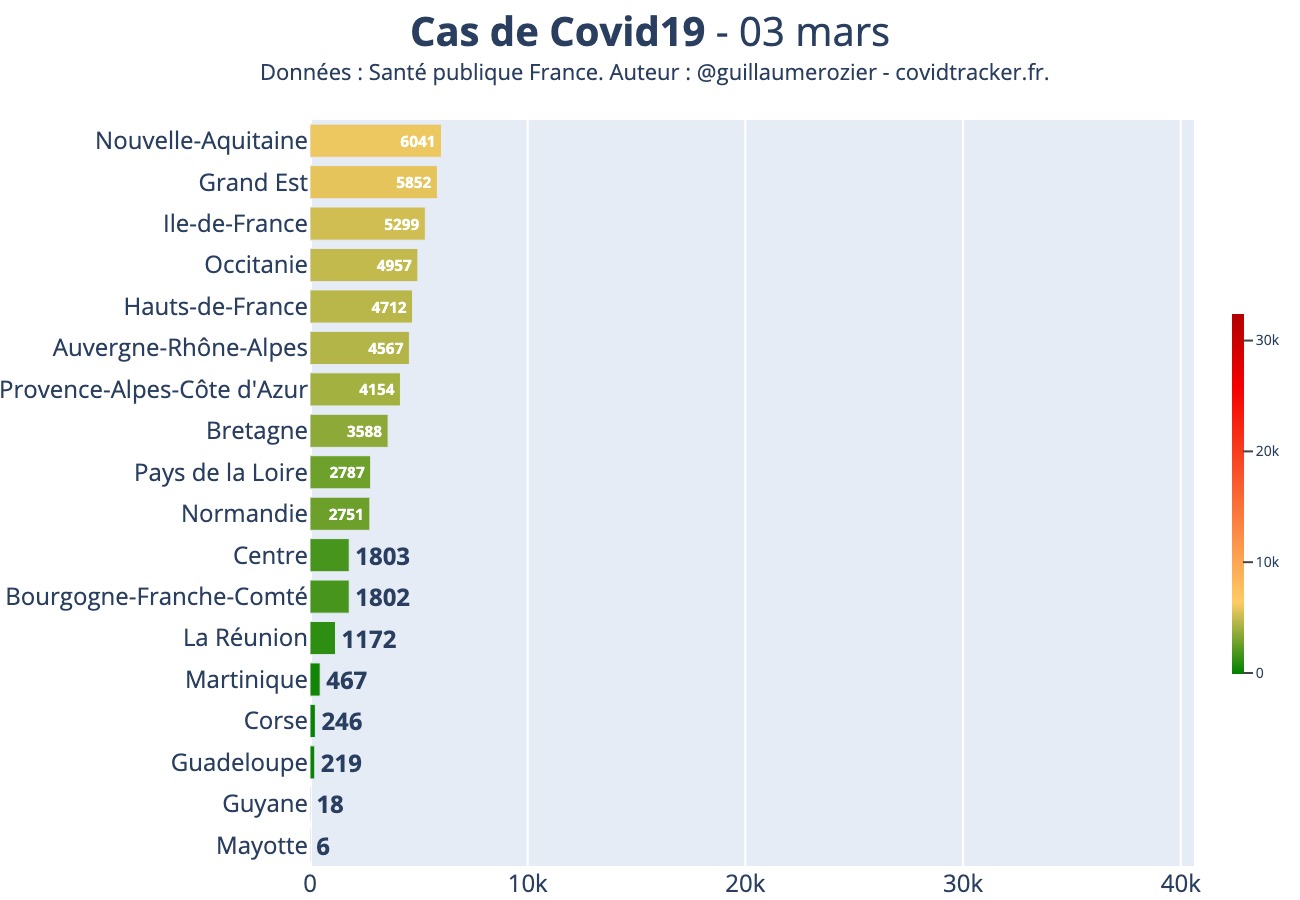 Cas de Covid19 - 03 mars
Données : Santé publique France. Auteur : @guillaumerozier - covidtracker.fr.
Nouvelle-Aquitaine 6041
Grand Est 5852
Ile-de-France 5299
Occitanie 4957
Hauts-de-France 4712
Auvergne-Rhône-Alpes 4567
Provence-Alpes-Côte d'Azur 4154
Bretagne 3588
Pays de la Loire 2787
Normandie 2751
Centre 1803
Bourgogne-Franche-Comté 1802
La Réunion 1172
Martinique 467
Corse 246
Guadeloupe 219
Guyane 18
Mayotte 6
0 10k 20k 30k 40k
30k
20k
10k
0